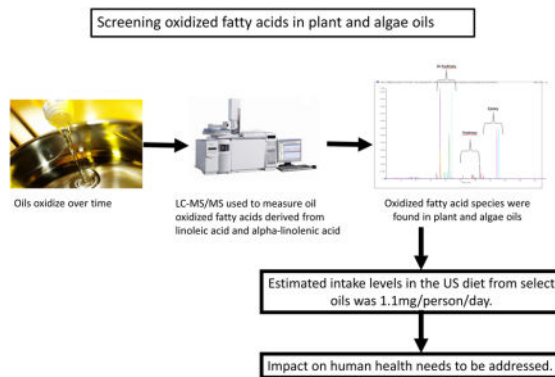 Screening oxidized fatty acids in plant and algae oils
Oils oxidize over time
LC-MS/MS used to measure oil
oxidized fatty acids derived from
linoleic acid and alpha-linolenic acid
Oxidized fatty acid species were
found in plant and algae oils
Estimated intake levels in the US diet from select
oils was 1.1mg/person/day.
Impact on human health needs to be addressed.